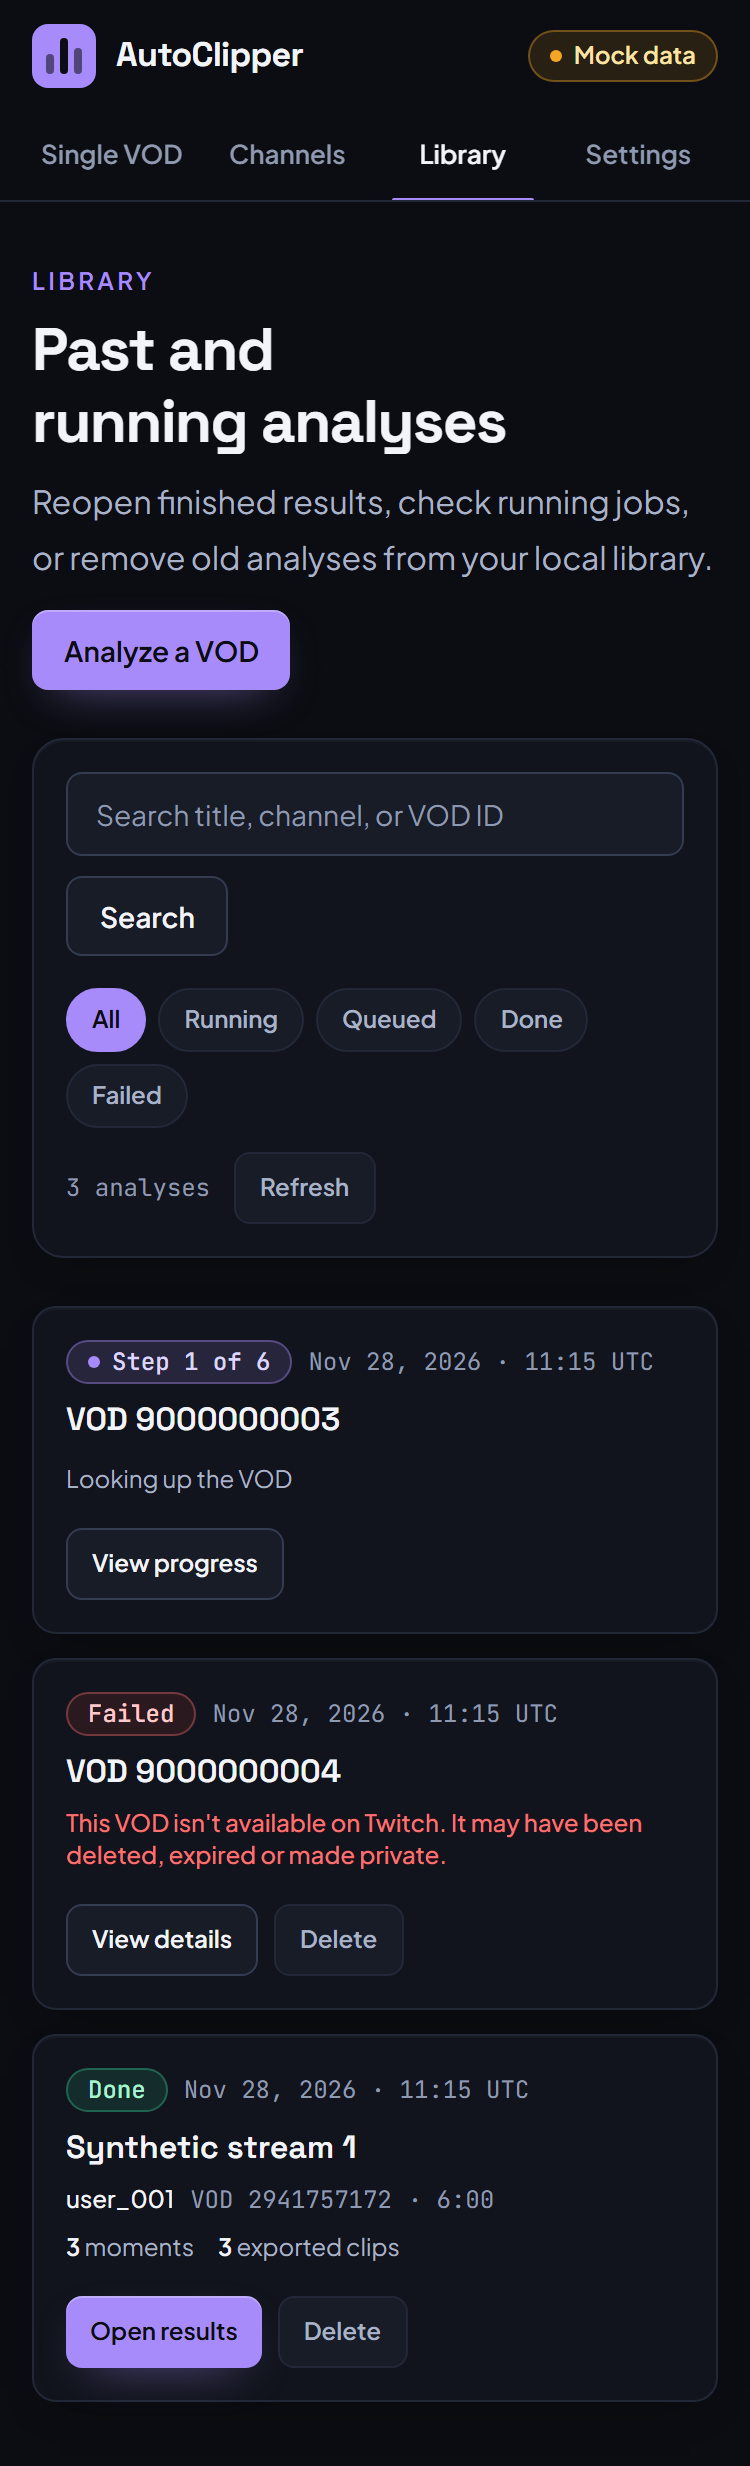 AutoClipper
Mock data
Single VOD
Channels
Library
Settings
LIBRARY
Past and
running analyses
Reopen finished results, check running jobs,
or remove old analyses from your local library.
Analyze a VOD
Search title, channel, or VOD ID
Search
All
Running
Queued
Done
Failed
3 analyses
Refresh
Step 1 of 6 Nov 28, 2026 · 11:15 UTC
VOD 9000000003
Looking up the VOD
View progress
Failed Nov 28, 2026 · 11:15 UTC
VOD 9000000004
This VOD isn't available on Twitch. It may have been
deleted, expired or made private.
View details
Delete
Done Nov 28, 2026 · 11:15 UTC
Synthetic stream 1
user_001 VOD 2941757172 · 6:00
3 moments 3 exported clips
Open results
Delete